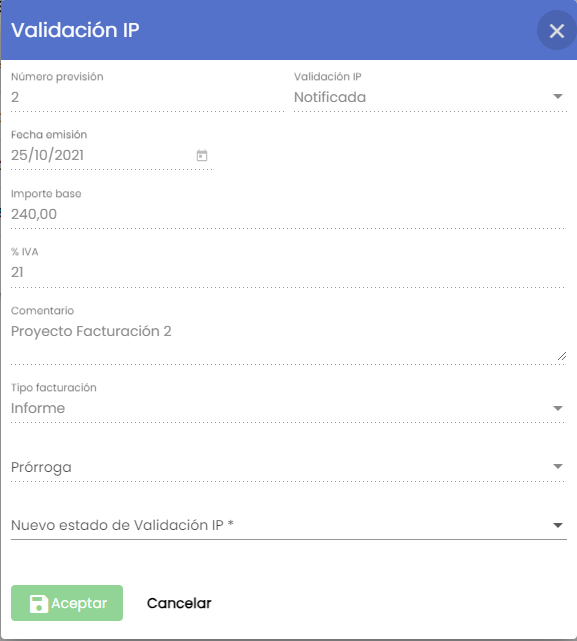 Validación IP
Número previsión
Validación IP
2
Notificada
Fecha emisión
25/10/2021
Importe base
240,00
% IVA
21
Comentario
Proyecto Facturación 2
Tipo facturación
Informe
Prórroga
Nuevo estado de Validación IP *
Aceptar
Cancelar